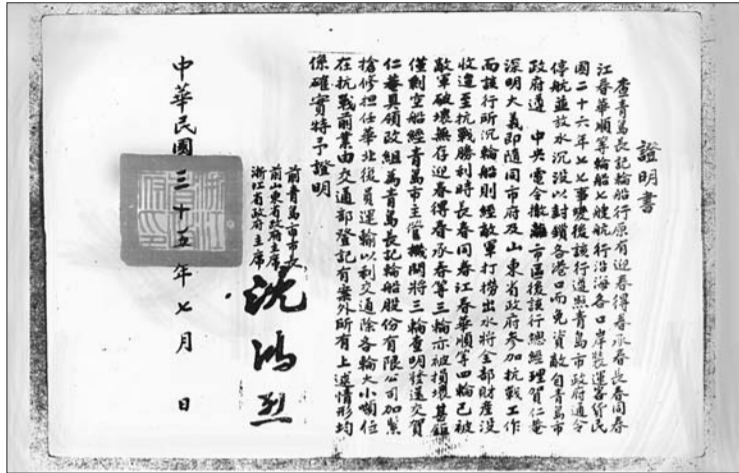 證明書
查青島長記輪船行原有迎春得春承春長春同春
江春華順等輪船七艘航行沿海各口岸裝運客貨民
國二十六年七七事變後該行遵照青島市政府通令
停航並放水沉沒以封鎖各港口而免資敵自青島市
政府遵 中央電令撤離市區後該行總經理賀仁菴
深明大義即隨同市府及山東省政府參加抗戰工作
而該行所沉輪船則經敵軍打撈出水將全部財產沒
收迨至抗戰勝利時長春同春江春華順等四輪已被
敵軍破壞無存迎春得春承春等三輪亦被損壞甚鉅
僅剩空船經青島市主管機關將三輪查明發還交賀
仁菴具領改組為青島長記輪船股份有限公司加緊
搶修担任華北後員運輸以利交通除各輪大小噸位
在抗戰前業由交通部登記有案外所有上述情形均
係確實特予證明
前青島市市長
前山東省政府主席
浙江省政府主席
沈鴻烈
中華民國三十五年七月 日